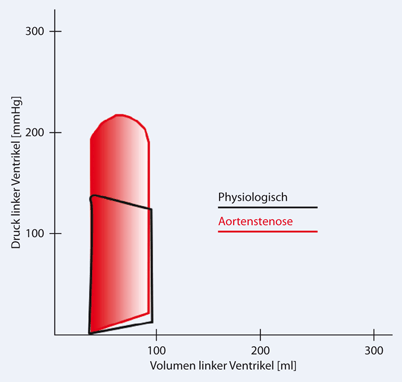 300
200
100
Druck linker Ventrikel [mmHg]
Physiologisch
Aortenstenose
100
200
300
Volumen linker Ventrikel [ml]